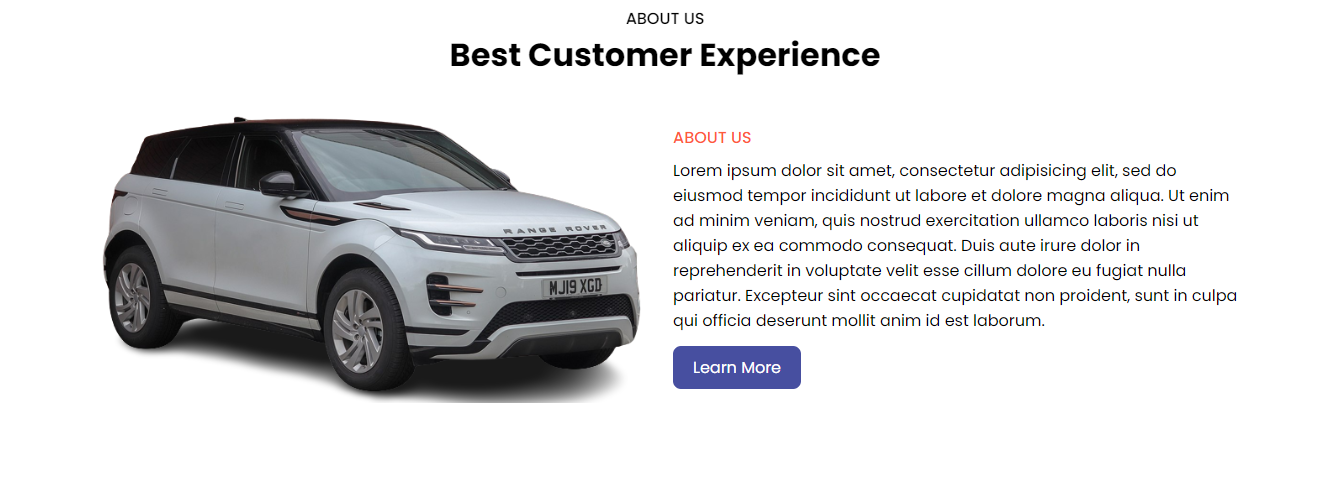 ABOUT US
Best Customer Experience
RANGE ROVER
MJ19 XGD
ABOUT US
Lorem ipsum dolor sit amet, consectetur adipisicing elit, sed do
eiusmod tempor incididunt ut labore et dolore magna aliqua. Ut enim
ad minim veniam, quis nostrud exercitation ullamco laboris nisi ut
aliquip ex ea commodo consequat. Duis aute irure dolor in
reprehenderit in voluptate velit esse cillum dolore eu fugiat nulla
pariatur. Excepteur sint occaecat cupidatat non proident, sunt in culpa
qui officia deserunt mollit anim id est laborum.
Learn More